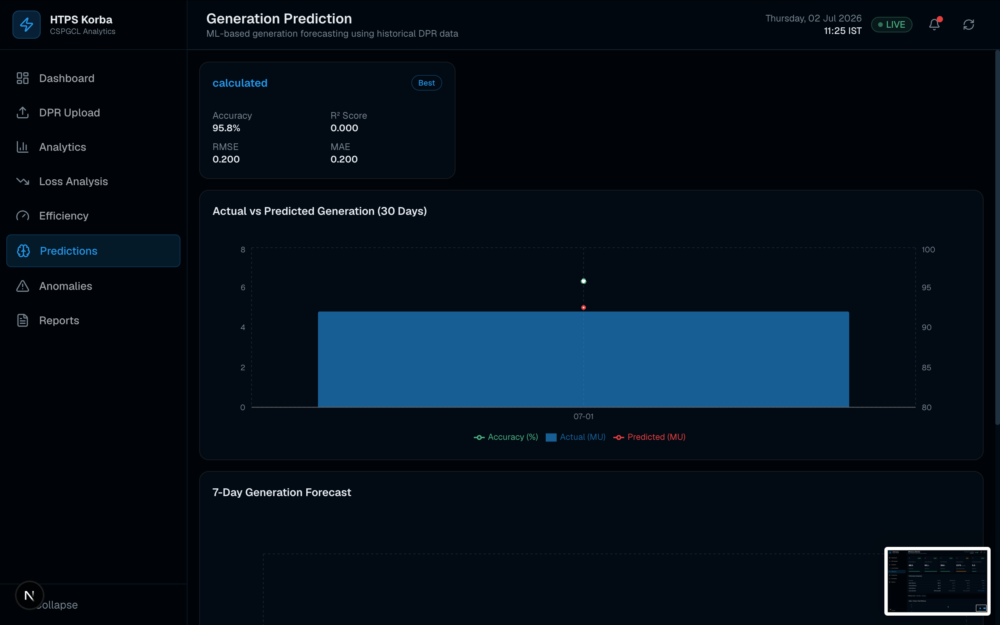 HTPS Korba
CSPGCL Analytics
Generation Prediction
ML-based generation forecasting using historical DPR data
Thursday, 02 Jul 2026
11:25 IST
LIVE
Dashboard
DPR Upload
Analytics
Loss Analysis
Efficiency
Predictions
Anomalies
Reports
N
ollapse
calculated
Best
Accuracy
95.8%
R² Score
0.000
RMSE
0.200
MAE
0.200
Actual vs Predicted Generation (30 Days)
8
6
4
2
0
100
95
90
85
80
07-01
Accuracy (%) Actual (MU) Predicted (MU)
7-Day Generation Forecast